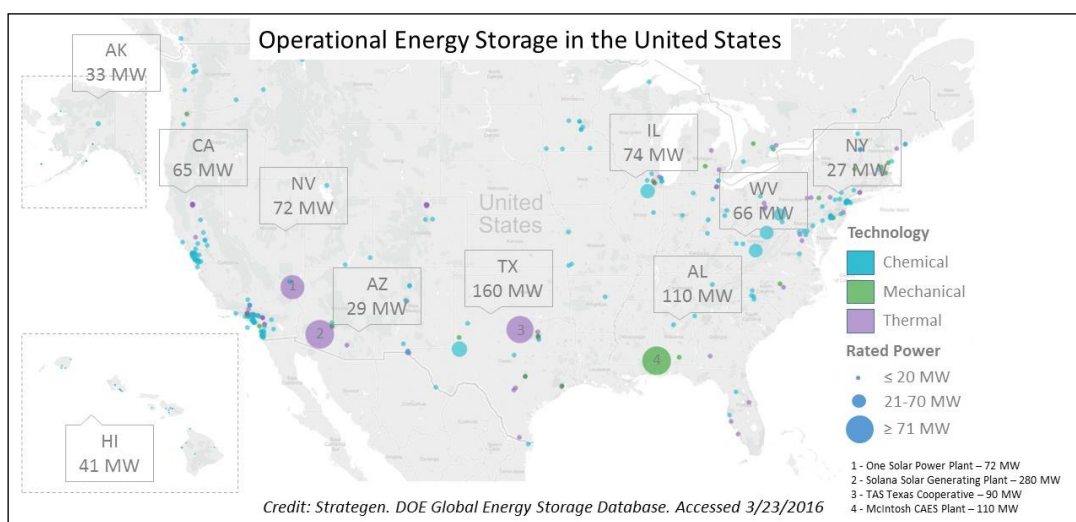 Operational Energy Storage in the United States
AK
33 MW
CA
65 MW
NV
72 MW
IL
74 MW
NY
27 MW
WV
66 MW
AZ
29 MW
TX
160 MW
AL
110 MW
HI
41 MW
United
States
1
2
3
4
Technology
Chemical
Mechanical
Thermal
Rated Power
≤ 20 MW
21-70 MW
≥ 71 MW
1 - One Solar Power Plant – 72 MW
2 - Solana Solar Generating Plant – 280 MW
3 - TAS Texas Cooperative – 90 MW
4 – McIntosh CAES Plant – 110 MW
Credit: Strategen. DOE Global Energy Storage Database. Accessed 3/23/2016